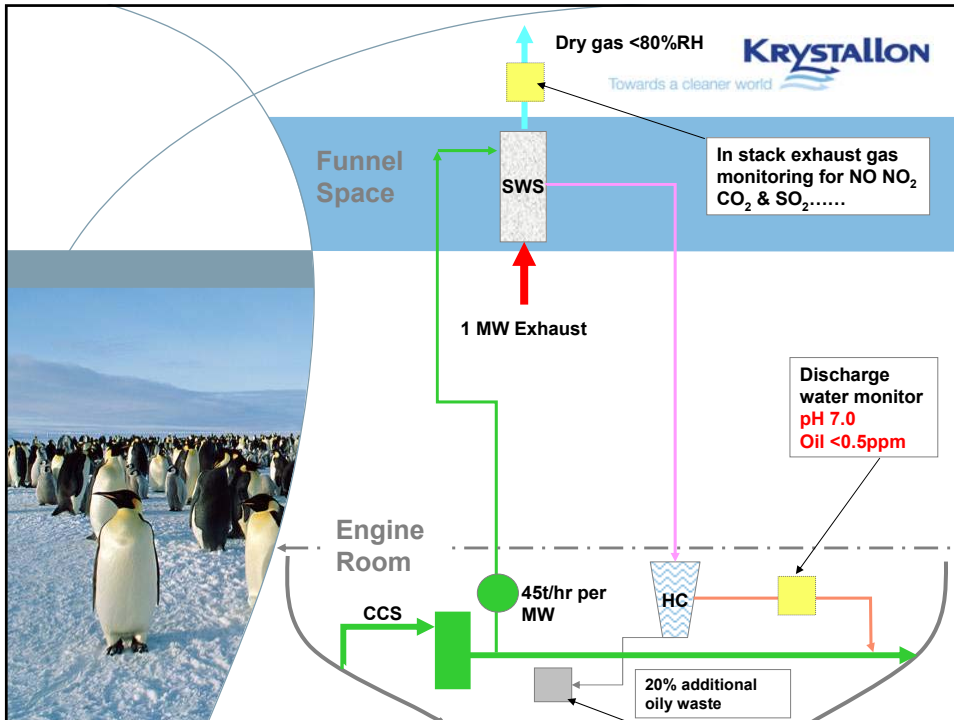 Dry gas <80%RH
KRYSTALLON
Towards a cleaner world
Funnel
Space
SWS
In stack exhaust gas
monitoring for NO NO₂
CO₂ & SO₂......
1 MW Exhaust
Discharge
water monitor
pH 7.0
Oil <0.5ppm
Engine
Room
CCS
45t/hr per
MW
HC
20% additional
oily waste